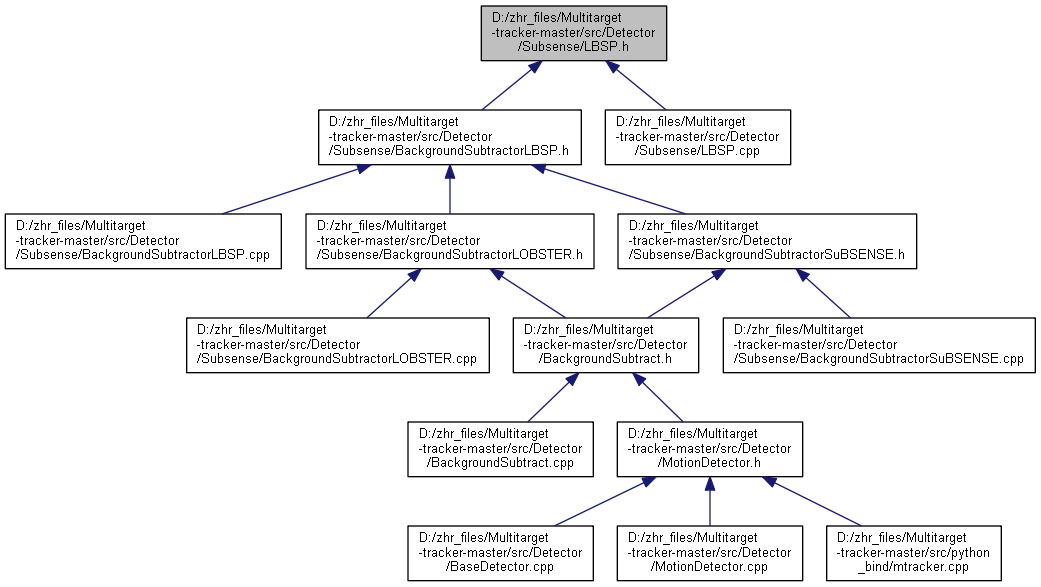 D:/zhr_files/Multitarget
-tracker-master/src/Detector
/Subsense/LBSP.h
D:/zhr_files/Multitarget
-tracker-master/src/Detector
/Subsense/BackgroundSubtractorLBSP.h
D:/zhr_files/Multitarget
-tracker-master/src/Detector
/Subsense/LBSP.cpp
D:/zhr_files/Multitarget
-tracker-master/src/Detector
/Subsense/BackgroundSubtractorLBSP.cpp
D:/zhr_files/Multitarget
-tracker-master/src/Detector
/Subsense/BackgroundSubtractorLOBSTER.h
D:/zhr_files/Multitarget
-tracker-master/src/Detector
/Subsense/BackgroundSubtractorSuBSENSE.h
D:/zhr_files/Multitarget
-tracker-master/src/Detector
/Subsense/BackgroundSubtractorLOBSTER.cpp
D:/zhr_files/Multitarget
-tracker-master/src/Detector
/BackgroundSubtract.h
D:/zhr_files/Multitarget
-tracker-master/src/Detector
/Subsense/BackgroundSubtractorSuBSENSE.cpp
D:/zhr_files/Multitarget
-tracker-master/src/Detector
/BackgroundSubtract.cpp
D:/zhr_files/Multitarget
-tracker-master/src/Detector
/MotionDetector.h
D:/zhr_files/Multitarget
-tracker-master/src/Detector
/BaseDetector.cpp
D:/zhr_files/Multitarget
-tracker-master/src/Detector
/MotionDetector.cpp
D:/zhr_files/Multitarget
-tracker-master/src/python
_bind/mtracker.cpp